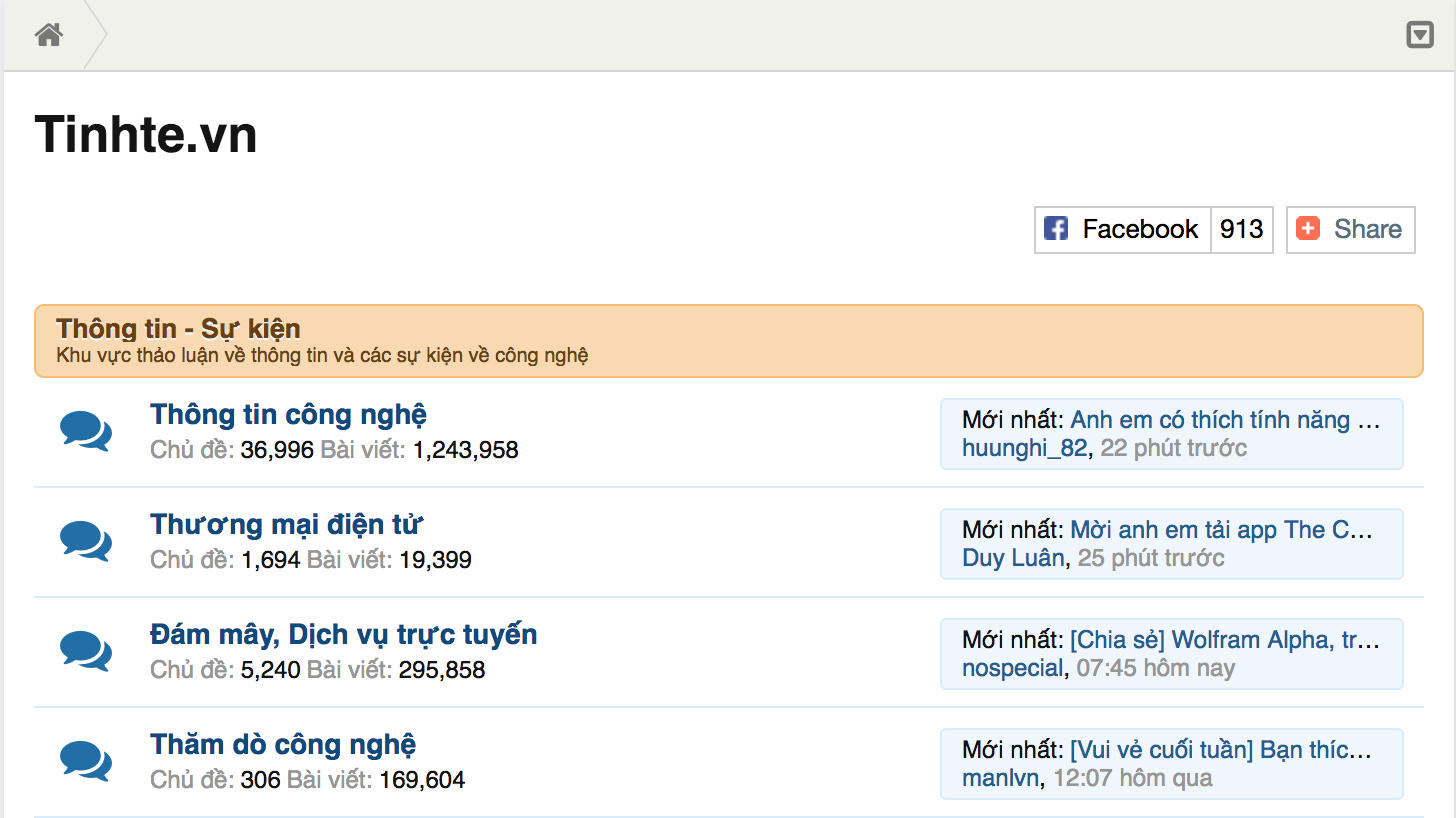 Tinhte.vn
Facebook 913 Share
Thông tin - Sự kiện
Khu vực thảo luận về thông tin và các sự kiện về công nghệ
Thông tin công nghệ
Chủ đề: 36,996 Bài viết: 1,243,958
Mới nhất: Anh em có thích tính năng ...
huunghi_82, 22 phút trước
Thương mại điện tử
Chủ đề: 1,694 Bài viết: 19,399
Mới nhất: Mời anh em tải app The C...
Duy Luân, 25 phút trước
Đám mây, Dịch vụ trực tuyến
Chủ đề: 5,240 Bài viết: 295,858
Mới nhất: [Chia sẻ] Wolfram Alpha, tr...
nospecial, 07:45 hôm nay
Thăm dò công nghệ
Chủ đề: 306 Bài viết: 169,604
Mới nhất: [Vui vẻ cuối tuần] Bạn thíc...
manlvn, 12:07 hôm qua